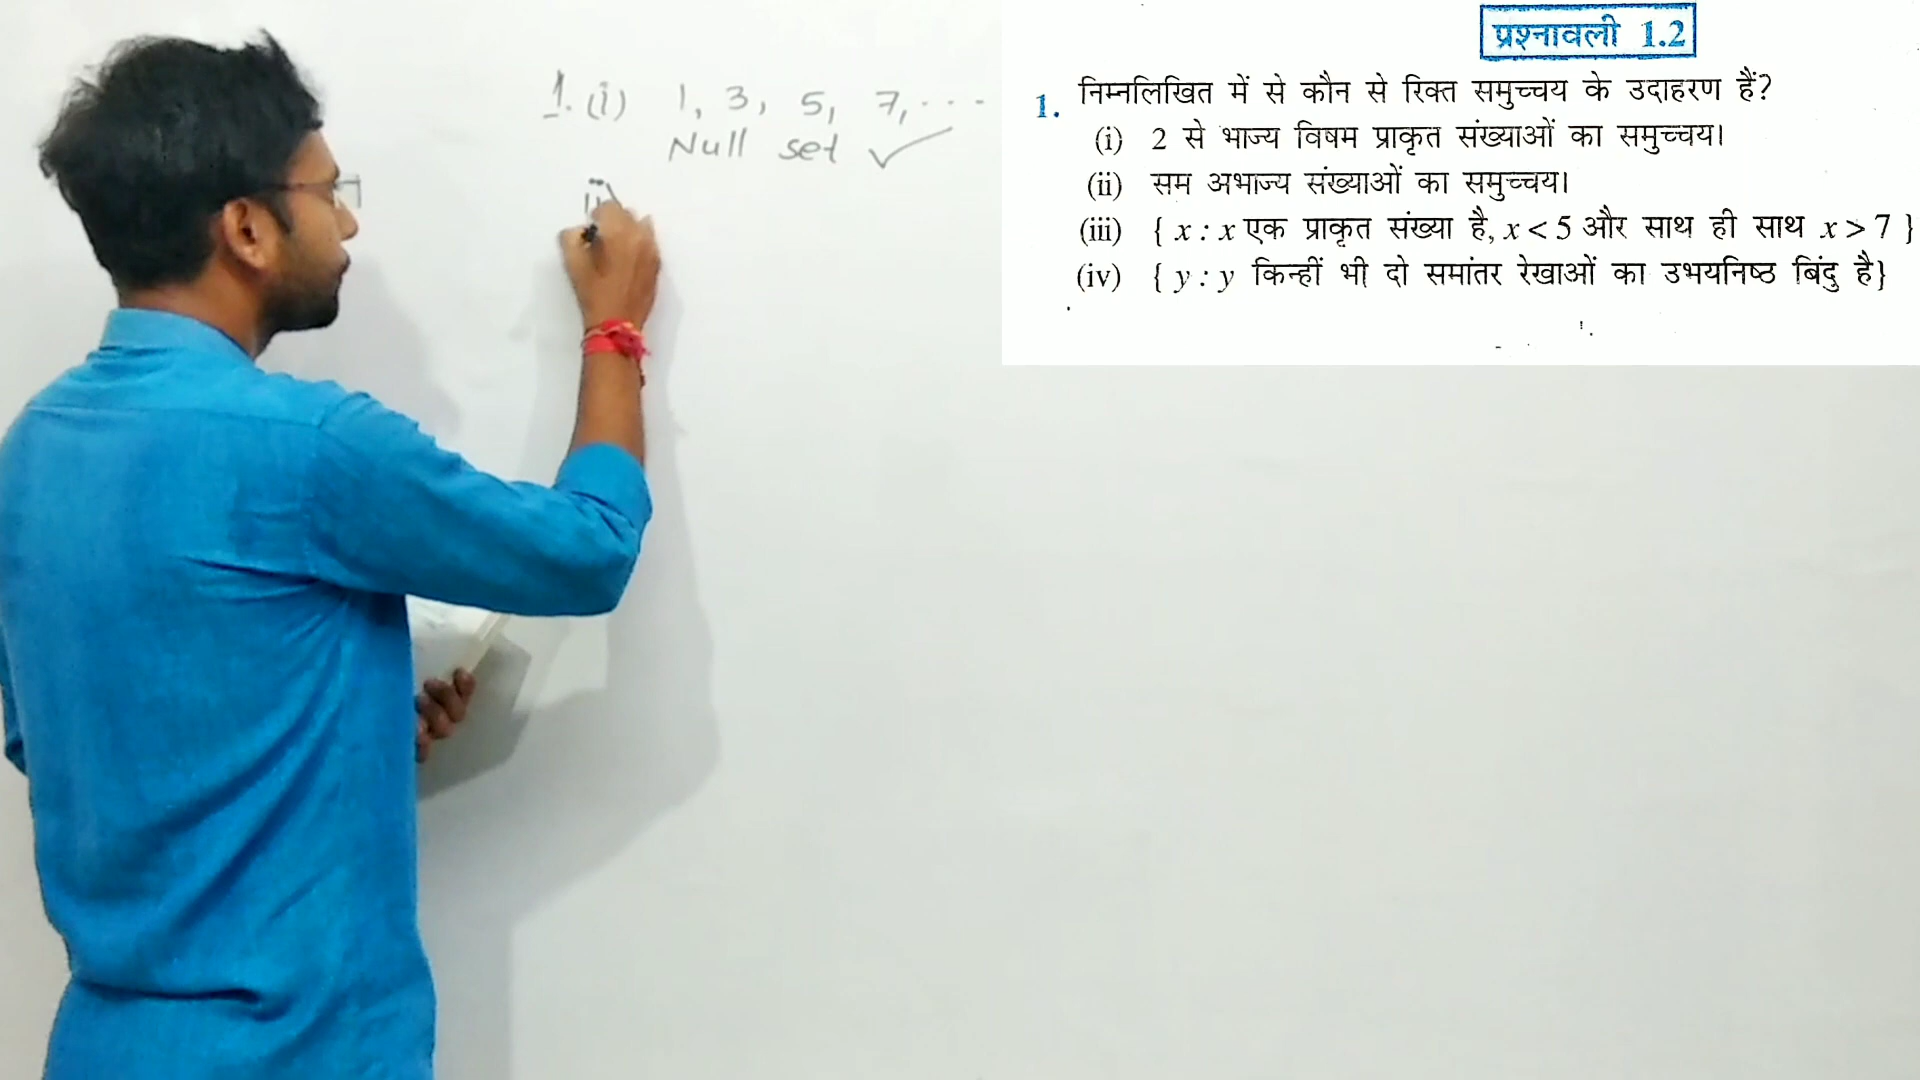 1. (i) 1, 3, 5, 7, ...
Null set ✓
ii)
प्रश्नावली 1.2
1. निम्नलिखित में से कौन से रिक्त समुच्चय के उदाहरण हैं?
(i) 2 से भाज्य विषम प्राकृत संख्याओं का समुच्चय।
(ii) सम अभाज्य संख्याओं का समुच्चय।
(iii) { x : x एक प्राकृत संख्या है, x < 5 और साथ ही साथ x > 7 }
(iv) { y : y किन्हीं भी दो समांतर रेखाओं का उभयनिष्ठ बिंदु है}